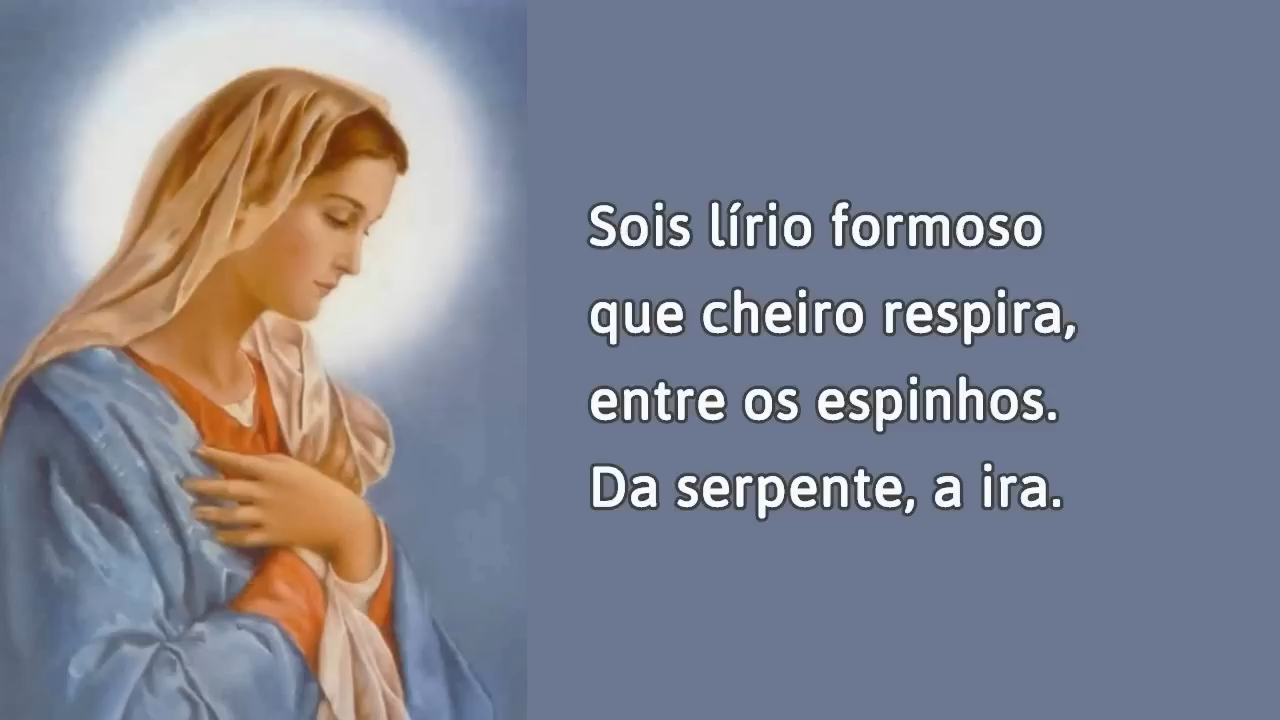 Sois lírio formoso
que cheiro respira,
entre os espinhos.
Da serpente, a ira.